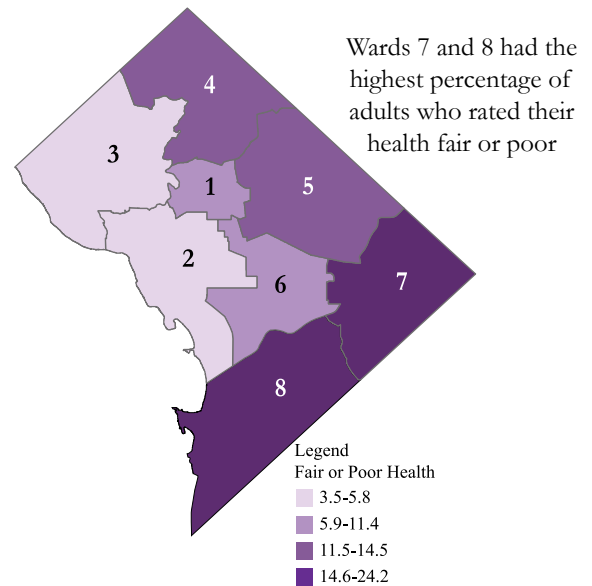 Wards 7 and 8 had the
highest percentage of
adults who rated their
health fair or poor
4
3
1
5
2
6
7
8
Legend
Fair or Poor Health
3.5-5.8
5.9-11.4
11.5-14.5
14.6-24.2